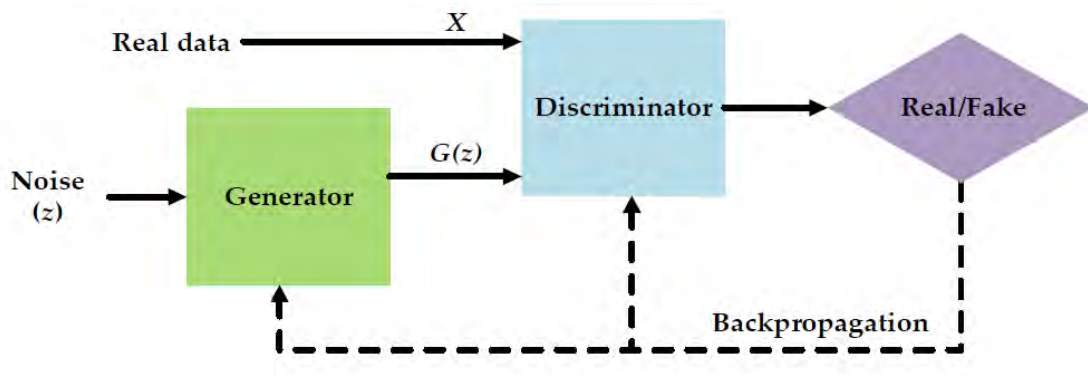 Real data
X
Discriminator
Real/Fake
Noise
(z)
Generator
G(z)
Backpropagation